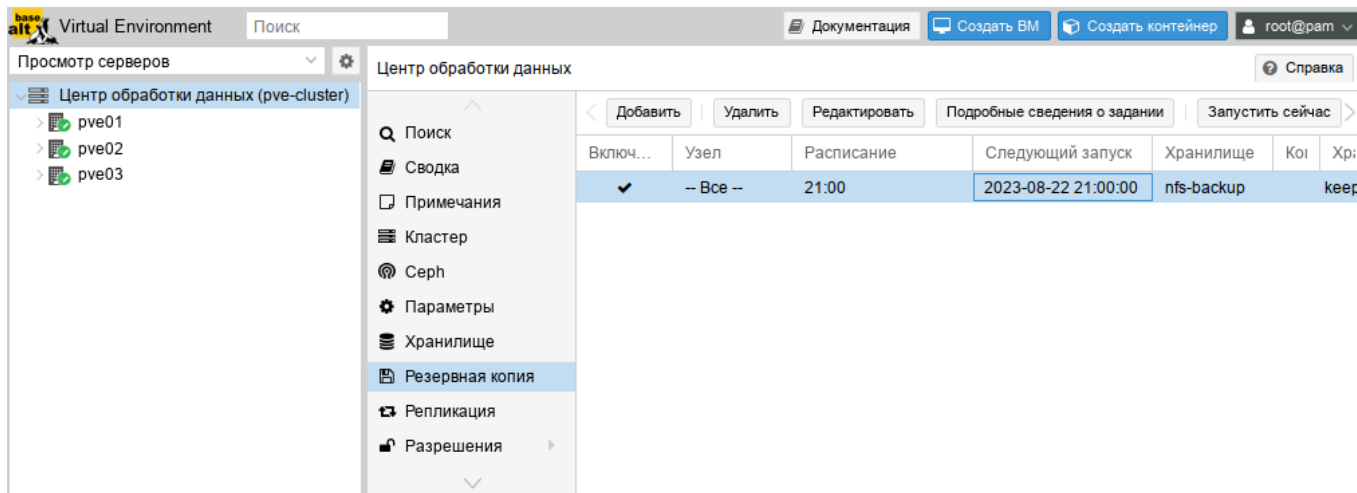 base
alt Virtual Environment Поиск Документация Создать ВМ Создать контейнер root@pam
Просмотр серверов
Центр обработки данных (pve-cluster)
pve01
pve02
pve03
Центр обработки данных Справка
Поиск
Сводка
Примечания
Кластер
Ceph
Параметры
Хранилище
Резервная копия
Репликация
Разрешения
Добавить Удалить Редактировать Подробные сведения о задании Запустить сейчас
Включ... Узел Расписание Следующий запуск Хранилище Ко Хра
-- Все -- 21:00 2023-08-22 21:00:00 nfs-backup keep